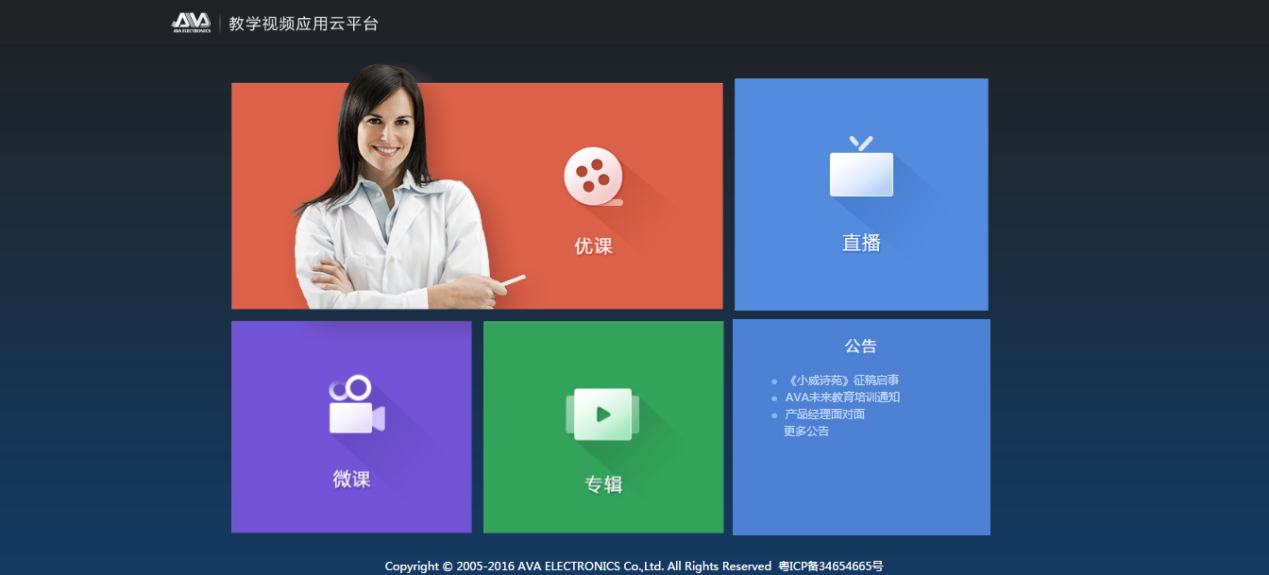 AVA
AVA ELECTRONICS
教学视频应用云平台
优课
直播
微课
专辑
公告
《小威诗苑》征稿启事
AVA未来教育培训通知
产品经理面对面
更多公告
Copyright © 2005-2016 AVA ELECTRONICS Co.,Ltd. All Rights Reserved 粤ICP备34654665号